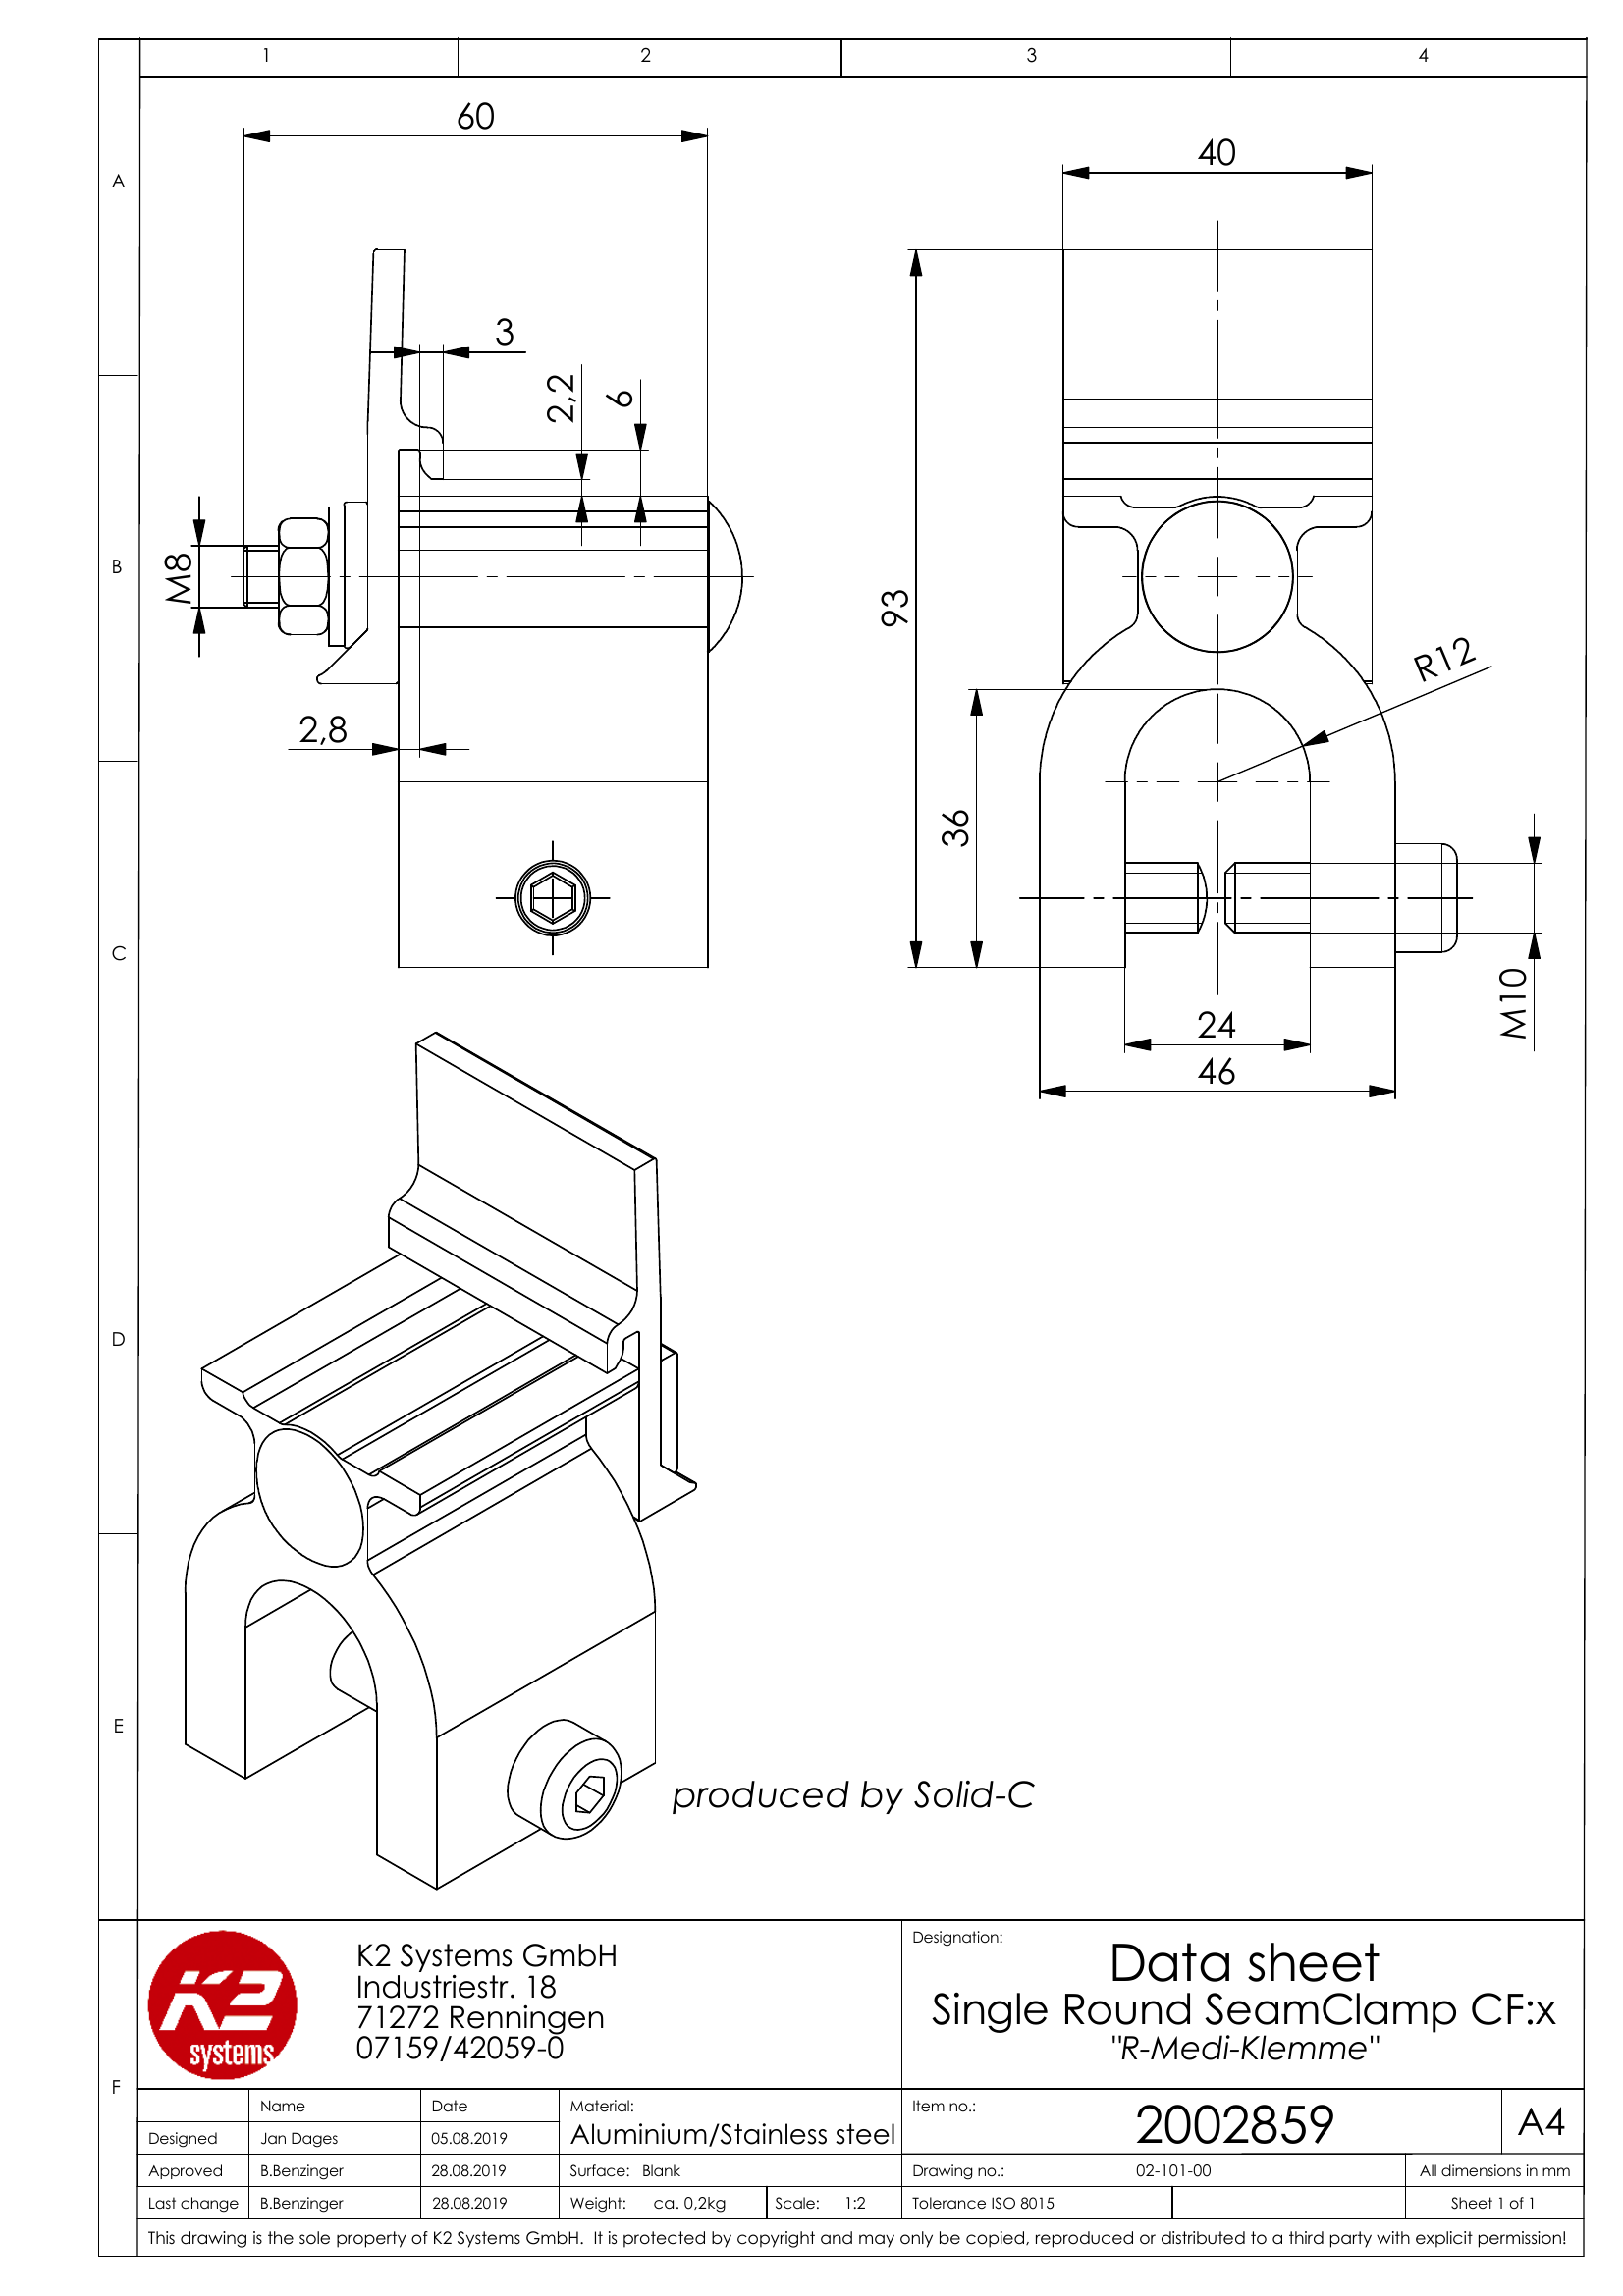 1 2 3 4
A
B
C
D
E
F
60
40
3
2,2
6
M8
93
2,8
R12
36
M10
24
46
produced by Solid-C
K2
systems
K2 Systems GmbH
Industriestr. 18
71272 Renningen
07159/42059-0
Designation:
Data sheet
Single Round SeamClamp CF:x
"R-Medi-Klemme"
Name Date Material: Item no.:
Designed Jan Dages 05.08.2019 Aluminium/Stainless steel 2002859 A4
Approved B.Benzinger 28.08.2019 Surface: Blank Drawing no.: 02-101-00 All dimensions in mm
Last change B.Benzinger 28.08.2019 Weight: ca. 0,2kg Scale: 1:2 Tolerance ISO 8015 Sheet 1 of 1
This drawing is the sole property of K2 Systems GmbH. It is protected by copyright and may only be copied, reproduced or distributed to a third party with explicit permission!